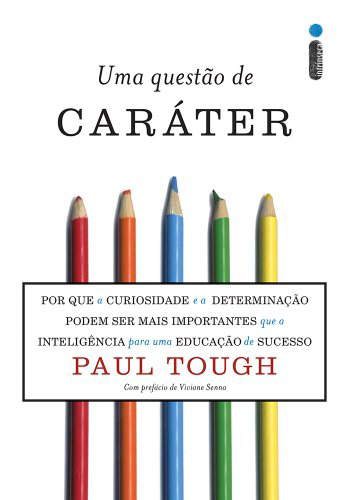 intrínseca
Uma questão de
CARÁTER
POR QUE a CURIOSIDADE e a DETERMINAÇÃO
PODEM SER MAIS IMPORTANTES que a
INTELIGÊNCIA para uma EDUCAÇÃO de SUCESSO
PAUL TOUGH
Com prefácio de Viviane Senna